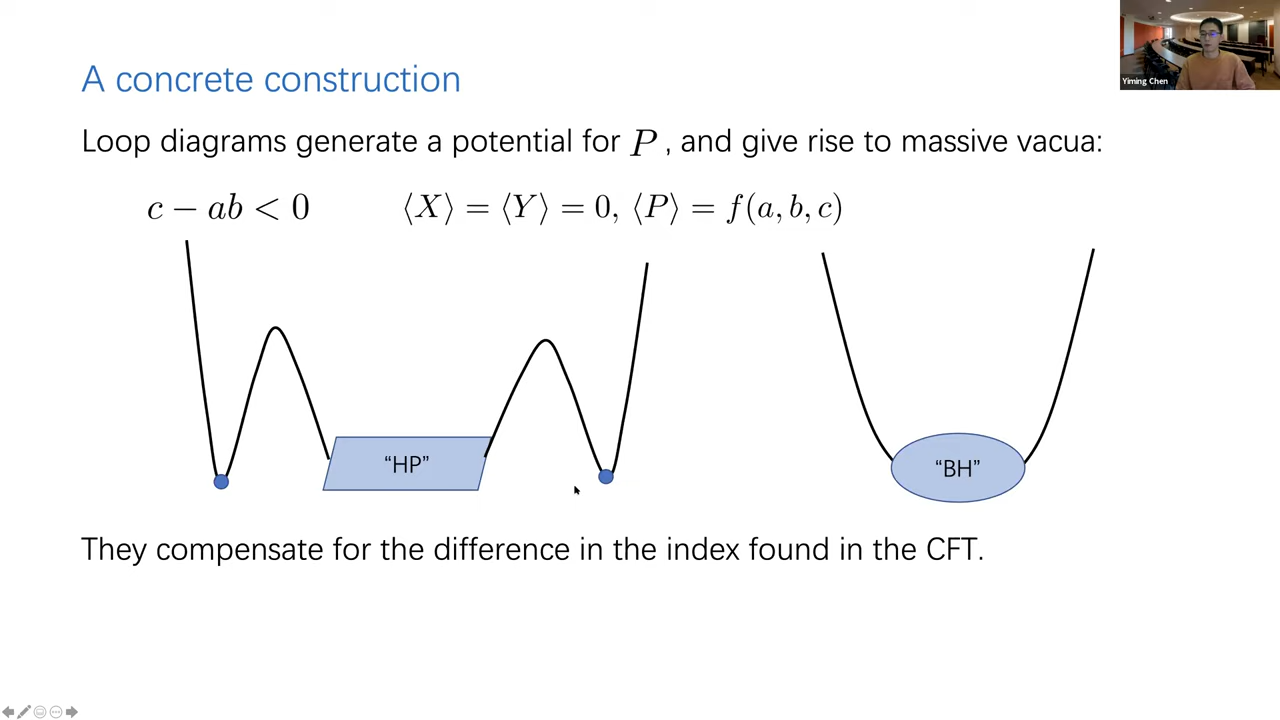 A concrete construction
Yiming Chen
Loop diagrams generate a potential for P , and give rise to massive vacua:
c − ab < 0 ⟨X⟩ = ⟨Y⟩ = 0, ⟨P⟩ = f(a, b, c)
“HP” “BH”
They compensate for the difference in the index found in the CFT.